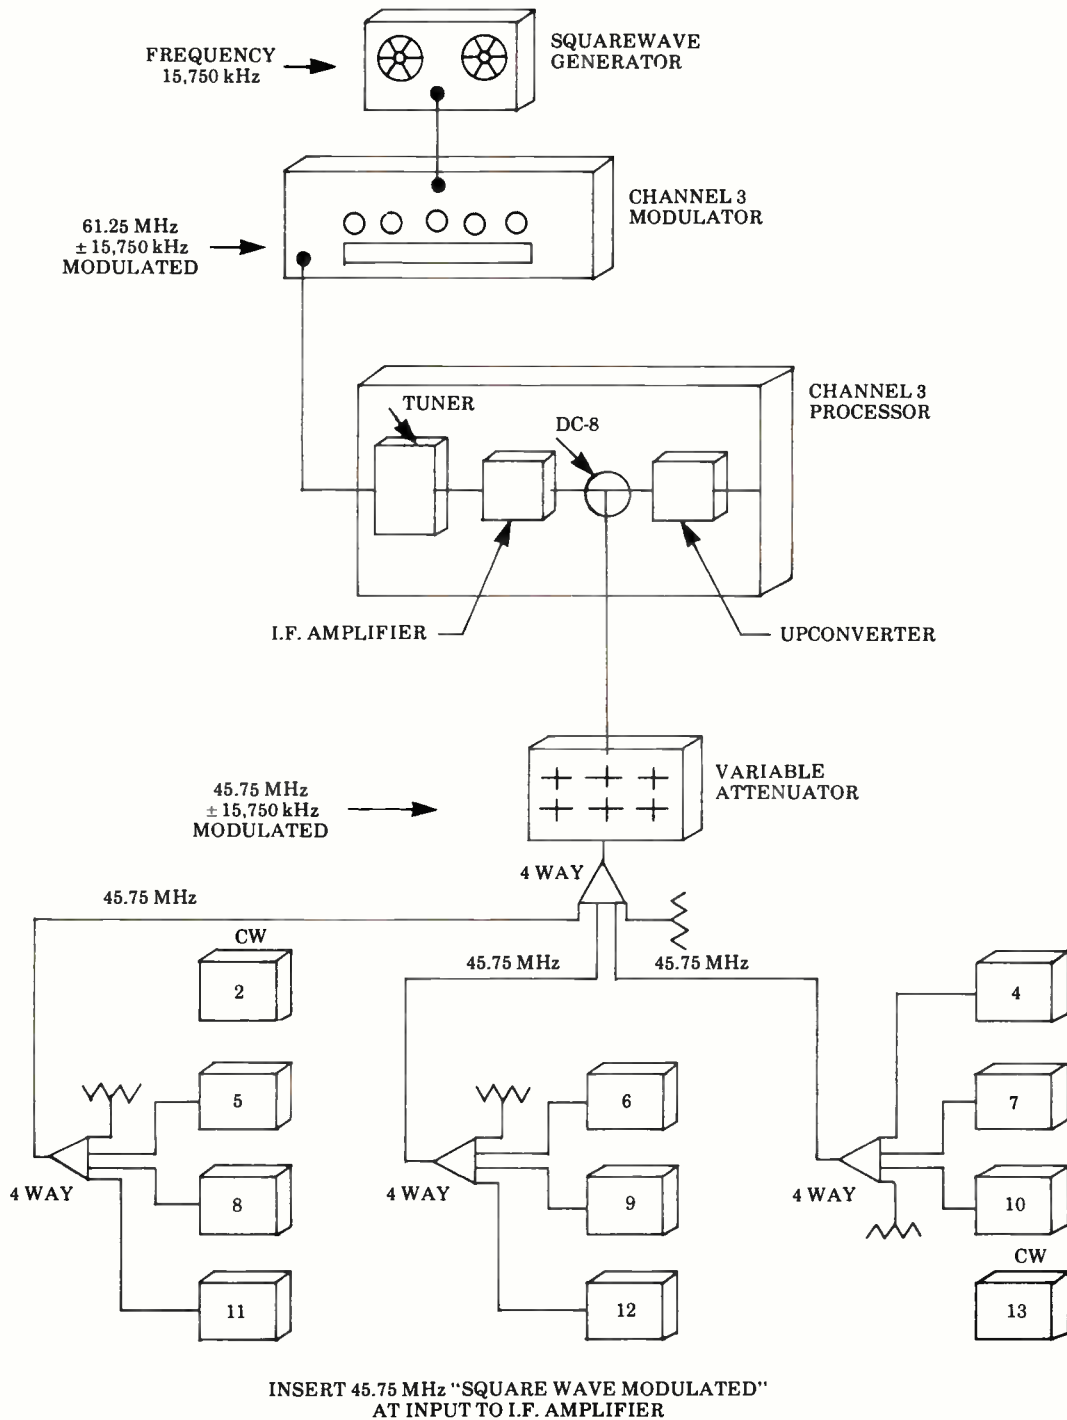 FREQUENCY
15,750 kHz
SQUAREWAVE
GENERATOR
CHANNEL 3
MODULATOR
61.25 MHz
± 15,750 kHz
MODULATED
CHANNEL 3
PROCESSOR
TUNER
DC-8
I.F. AMPLIFIER
UPCONVERTER
VARIABLE
ATTENUATOR
45.75 MHz
± 15,750 kHz
MODULATED
4 WAY
45.75 MHz
45.75 MHz
45.75 MHz
CW
2
5
8
11
4 WAY
6
9
12
4 WAY
4
7
10
CW
13
4 WAY
INSERT 45.75 MHz "SQUARE WAVE MODULATED"
AT INPUT TO I.F. AMPLIFIER